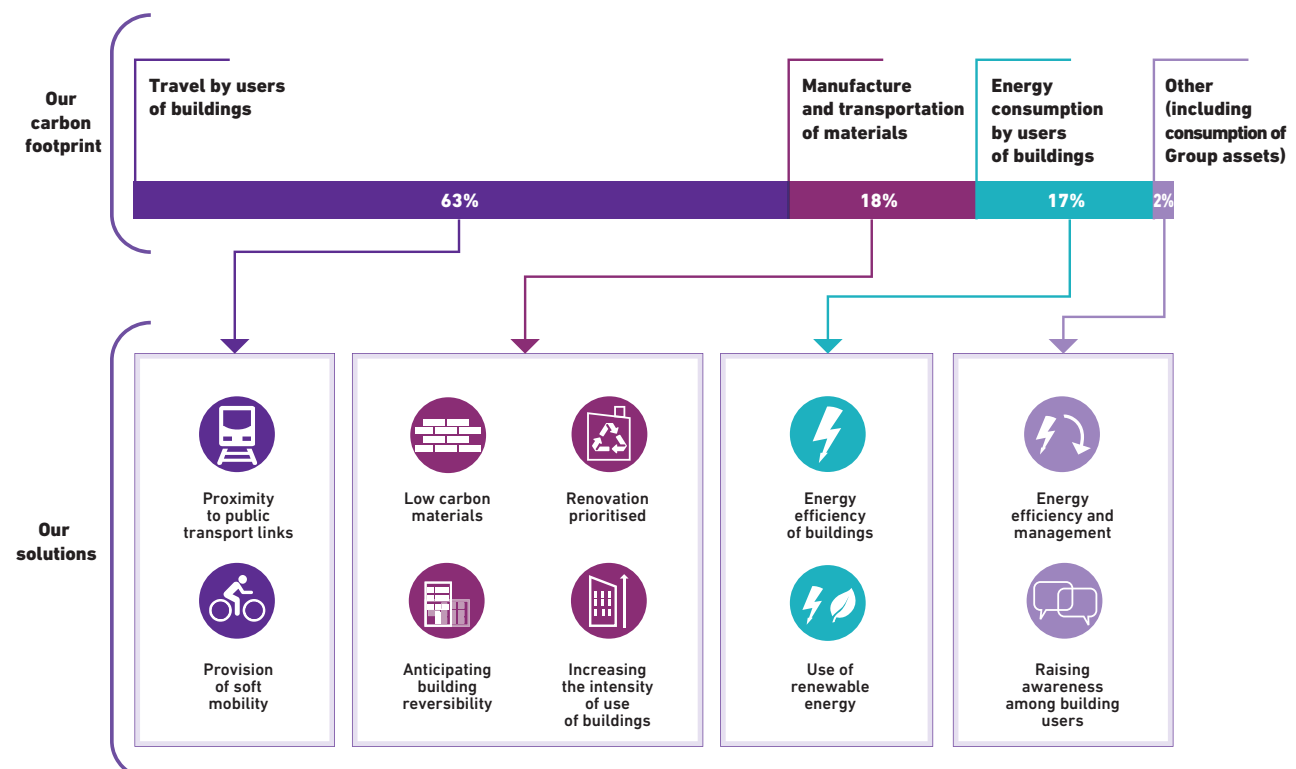 Our
carbon
footprint
Travel by users
of buildings
Manufacture
and transportation
of materials
Energy
consumption
by users
of buildings
Other
(including
consumption of
Group assets)
63%
18%
17%
2%
Our
solutions
Proximity
to public
transport links
Provision
of soft
mobility
Low carbon
materials
Renovation
prioritised
Anticipating
building
reversibility
Increasing
the intensity
of use
of buildings
Energy
efficiency
of buildings
Use of
renewable
energy
Energy
efficiency and
management
Raising
awareness
among building
users